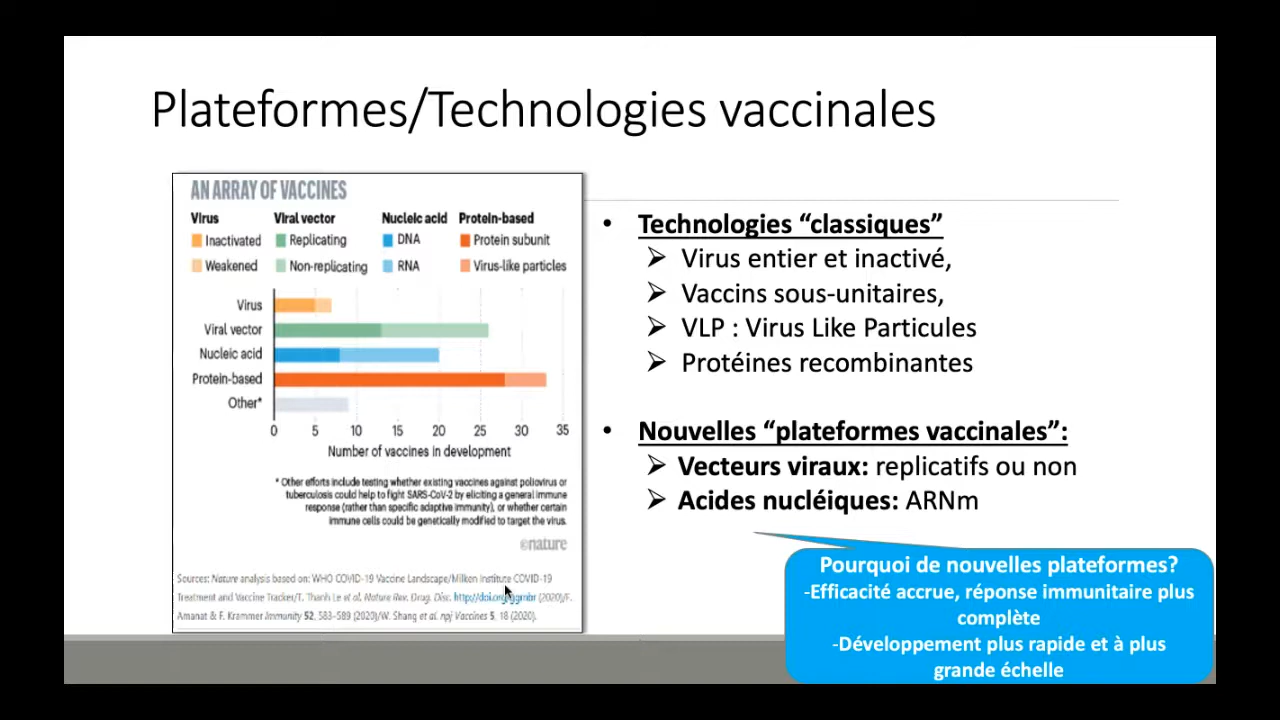 Plateformes/Technologies vaccinales
AN ARRAY OF VACCINES
Virus Viral vector Nucleic acid Protein-based
Inactivated Replicating DNA Protein subunit
Weakened Non-replicating RNA Virus-like particles
Virus
Viral vector
Nucleic acid
Protein-based
Other*
0 5 10 15 20 25 30 35
Number of vaccines in development
* Other efforts include testing whether existing vaccines against poliovirus or
tuberculosis could help to fight SARS-CoV-2 by eliciting a general immune
response (rather than specific adaptive immunity), or whether certain
immune cells could be genetically modified to target the virus.
©nature
Sources: Nature analysis based on: WHO COVID-19 Vaccine Landscape/Milken Institute COVID-19
Treatment and Vaccine Tracker/T. Thanh Le et al. Nature Rev. Drug. Disc. (2020)/F.
Amanat & F. Krammer Immunity 52, 583–589 (2020)/W. Shang et al. npj Vaccines 5, 18 (2020).
• Technologies “classiques”
➢ Virus entier et inactivé,
➢ Vaccins sous-unitaires,
➢ VLP : Virus Like Particules
➢ Protéines recombinantes
• Nouvelles “plateformes vaccinales”:
➢ Vecteurs viraux: replicatifs ou non
➢ Acides nucléiques: ARNm
Pourquoi de nouvelles plateformes?
-Efficacité accrue, réponse immunitaire plus
complète
-Développement plus rapide et à plus
grande échelle